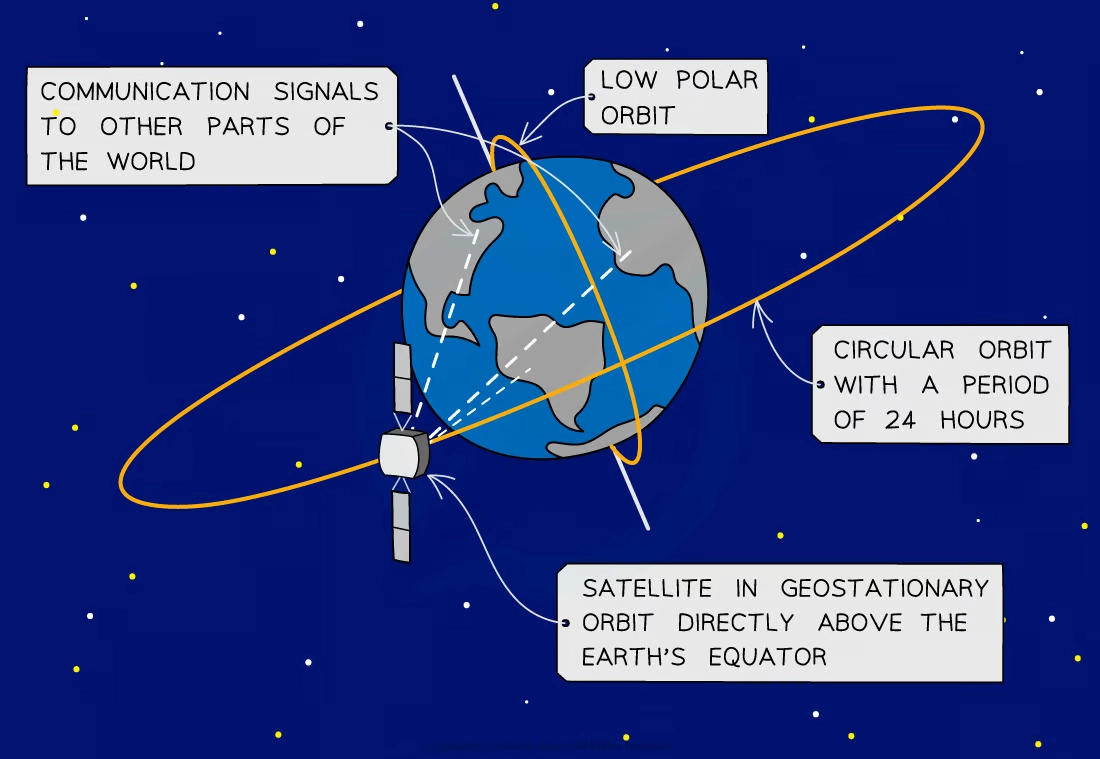 COMMUNICATION SIGNALS
TO OTHER PARTS OF
THE WORLD
LOW POLAR
ORBIT
CIRCULAR ORBIT
WITH A PERIOD
OF 24 HOURS
SATELLITE IN GEOSTATIONARY
ORBIT DIRECTLY ABOVE THE
EARTH'S EQUATOR